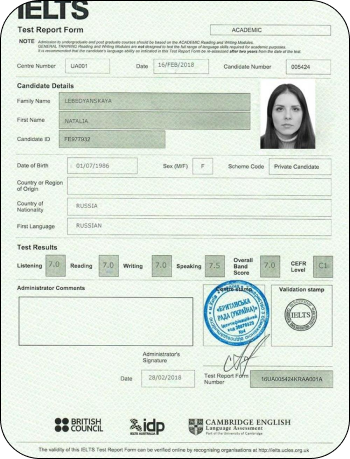 IELTS
Test Report Form
ACADEMIC
NOTE Admission to undergraduate and post graduate courses should be based on the ACADEMIC Reading and Writing Modules.
GENERAL TRAINING Reading and Writing Modules are not designed to test the full range of language skills required for academic purposes.
It is recommended that the candidate's language ability as indicated in this Test Report Form be re-assessed after two years from the date of the test.
Centre Number UA001 Date 16/FEB/2018 Candidate Number 005424
Candidate Details
Family Name LEBEDYANSKAYA
First Name NATALIA
Candidate ID FE977932
Date of Birth 01/07/1986 Sex (M/F) F Scheme Code Private Candidate
Country or Region
of Origin
Country of
Nationality RUSSIA
First Language RUSSIAN
Test Results
Listening 7.0 Reading 7.0 Writing 7.0 Speaking 7.5 Overall Band Score 7.0 CEFR Level C1
Administrator Comments
Centre stamp
Validation stamp
«БРИТАНСЬКА
РАДА (УКРАЇНА)»
IELTS
Administrator's
Signature
Date 28/02/2018
Test Report Form
Number 16UA005424KRAA001A
BRITISH
COUNCIL
idp
IELTS AUSTRALIA
CAMBRIDGE ENGLISH
Language Assessment
Part of the University of Cambridge
The validity of this IELTS Test Report Form can be verified online by recognising organisations at http://ielts.ucles.org.uk